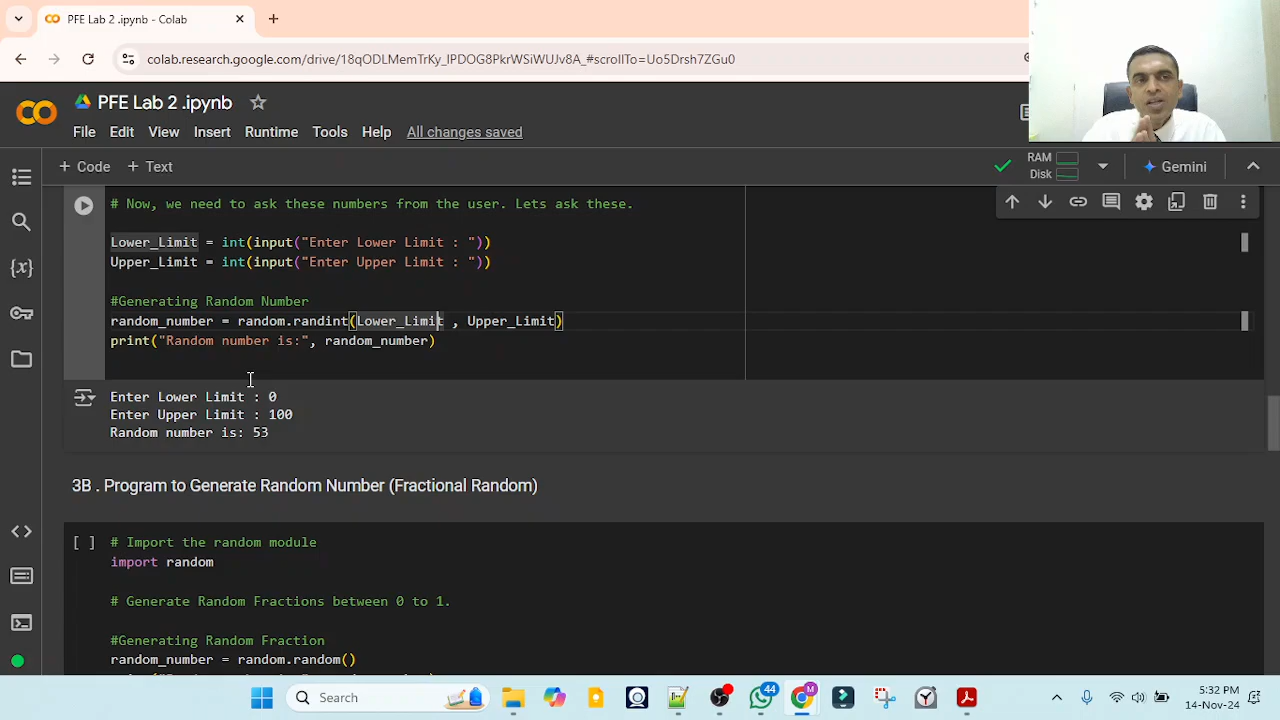 PFE Lab 2 .ipynb - Colab
colab.research.google.com/drive/18qODLMemTrKy_IPDOG8PkrWSiWUJv8A_#scrollTo=Uo5Drsh7ZGu0
PFE Lab 2 .ipynb
File Edit View Insert Runtime Tools Help All changes saved
+ Code + Text
RAM
Disk
Gemini
# Now, we need to ask these numbers from the user. Lets ask these.
Lower_Limit = int(input("Enter Lower Limit : "))
Upper_Limit = int(input("Enter Upper Limit : "))
#Generating Random Number
random_number = random.randint(Lower_Limit , Upper_Limit)
print("Random number is:", random_number)
Enter Lower Limit : 0
Enter Upper Limit : 100
Random number is: 53
3B . Program to Generate Random Number (Fractional Random)
[ ] # Import the random module
import random
# Generate Random Fractions between 0 to 1.
#Generating Random Fraction
random_number = random.random()
Search
44
M
5:32 PM
14-Nov-24